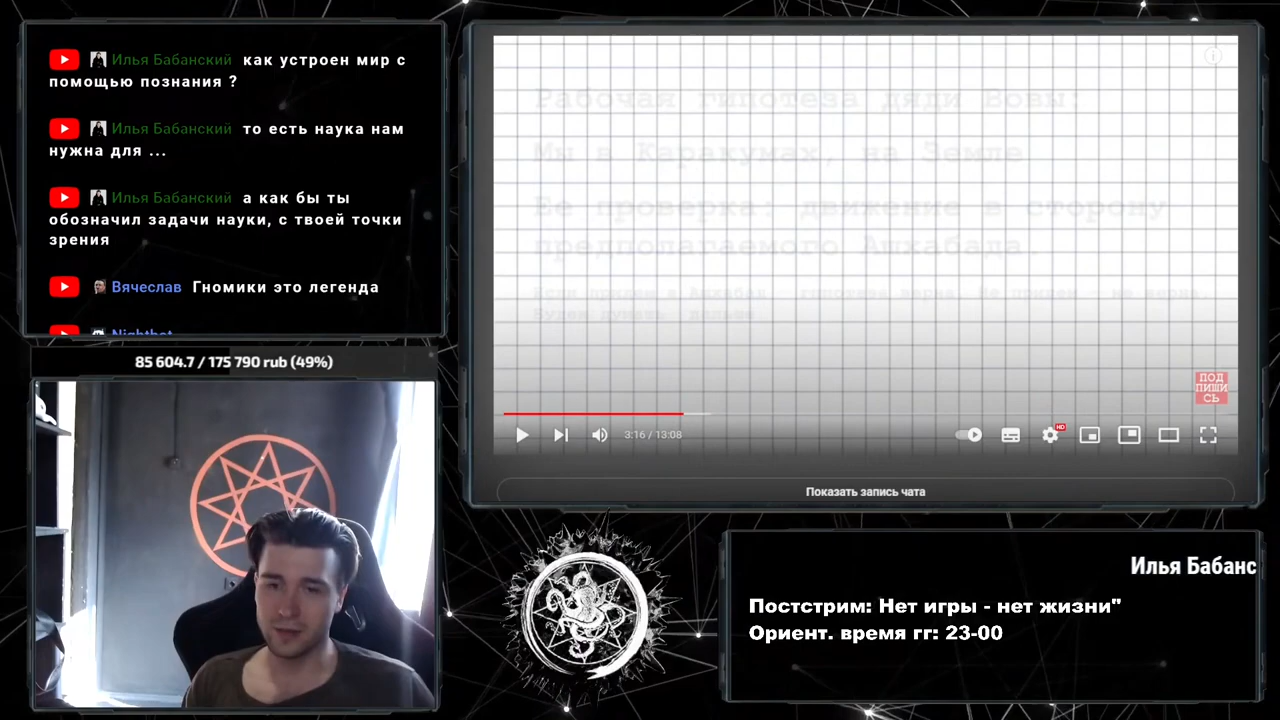 Илья Бабанский как устроен мир с
помощью познания ?
Илья Бабанский то есть наука нам
нужна для ...
Илья Бабанский а как бы ты
обозначил задачи науки, с твоей точки
зрения
Вячеслав Гномики это легенда
Nightbot
85 604.7 / 175 790 rub (49%)
Рабочая гипотеза дяди Вовы:
Мы в Каракумах, на Земле
Ее проверка: движение в сторону
предполагаемого Ашхабада.
ПОД
ПИШИ
СЬ
3:16 / 13:08
HD
Показать запись чата
Илья Бабанс
Постстрим: Нет игры - нет жизни"
Ориент. время гг: 23-00